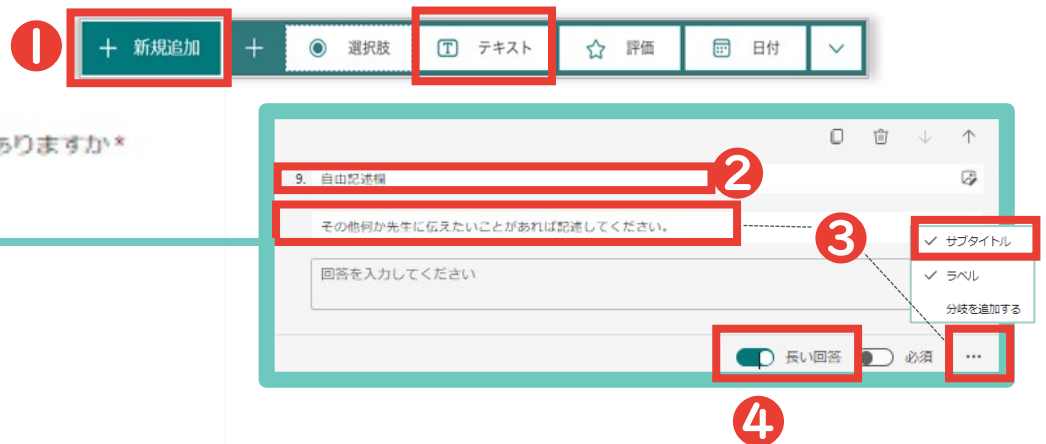 1
+ 新規追加 + 選択肢 テキスト 評価 日付
ありますか*
2
9. 自由記述欄
その他何か先生に伝えたいことがあれば記述してください。
3
✓ サブタイトル
回答を入力してください
✓ ラベル
分岐を追加する
長い回答 必須 …
4